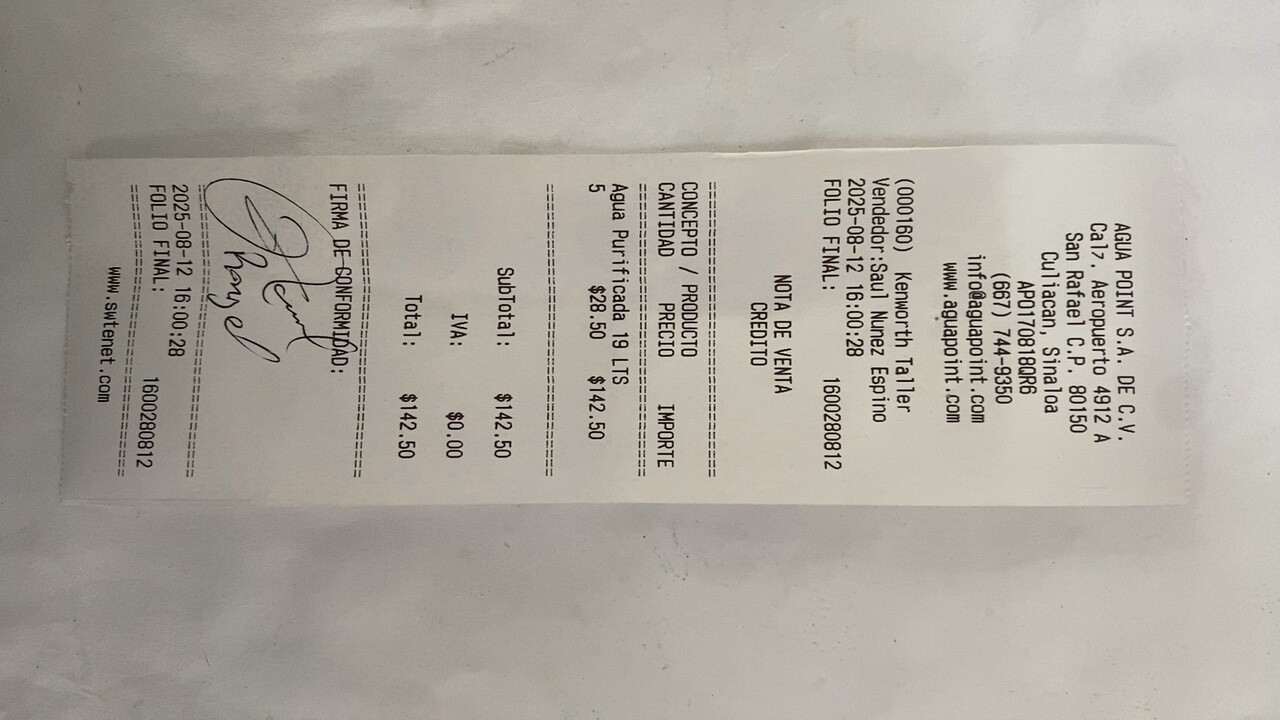 AGUA POINT S.A. DE C.V.
Calz. Aeropuerto 4912 A
San Rafael C.P. 80150
Culiacan, Sinaloa
APO170818QR6
(667) 744-9350
info@aguapoint.com
www.aguapoint.com
(000160) Kenworth Taller
Vendedor:Saul Nunez Espino
2025-08-12 16:00:28
FOLIO FINAL: 1600280812
NOTA DE VENTA
CREDITO
==========================================
CONCEPTO / PRODUCTO
CANTIDAD PRECIO IMPORTE
==========================================
Agua Purificada 19 LTS
5 $28.50 $142.50
==========================================
SubTotal: $142.50
IVA: $0.00
Total: $142.50
==========================================
FIRMA DE CONFORMIDAD:
Rangel
==========================================
2025-08-12 16:00:28
FOLIO FINAL: 1600280812
==========================================
www.swtenet.com